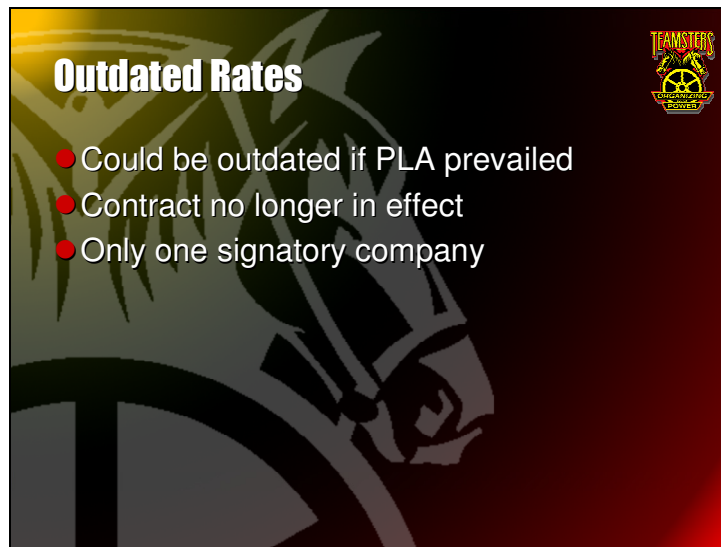 Outdated Rates
TEAMSTERS
ORGANIZING
POWER
Could be outdated if PLA prevailed
Contract no longer in effect
Only one signatory company